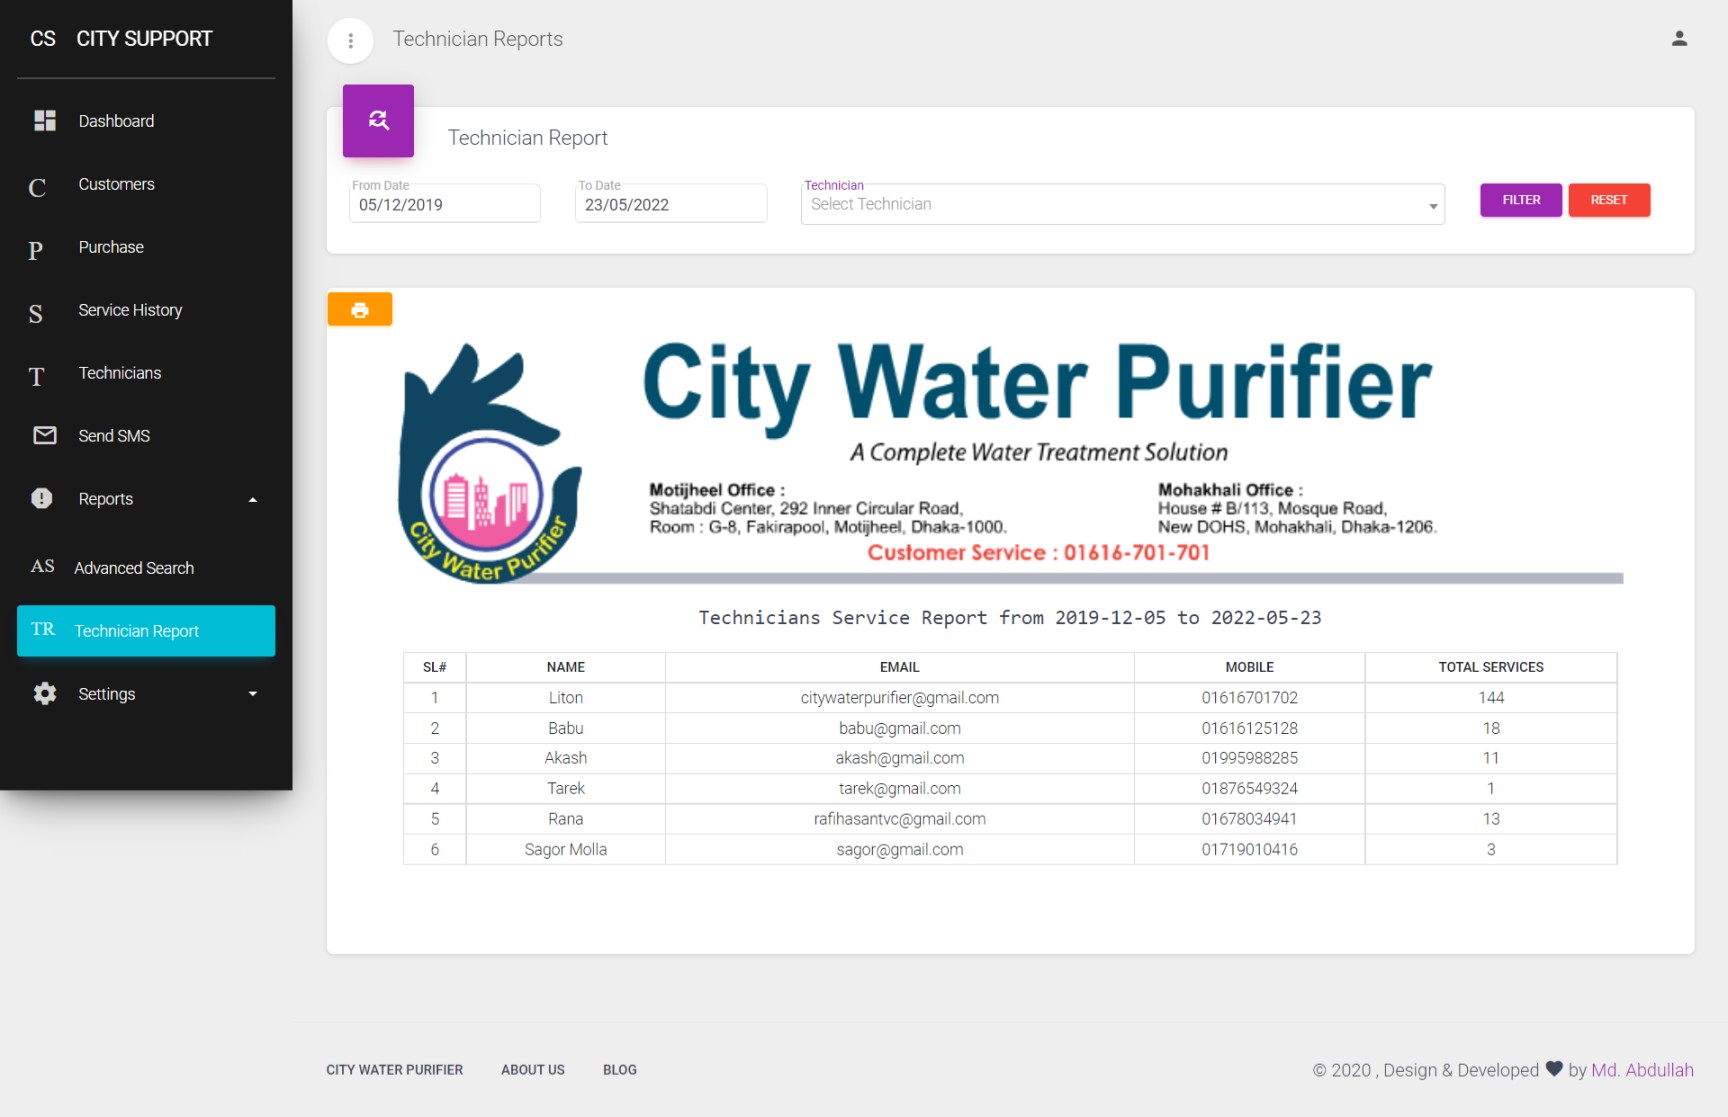 CS CITY SUPPORT
Dashboard
C Customers
P Purchase
S Service History
T Technicians
Send SMS
Reports
AS Advanced Search
TR Technician Report
Settings
Technician Reports
Technician Report
From Date
05/12/2019
To Date
23/05/2022
Technician
Select Technician
FILTER RESET
City Water Purifier
City Water Purifier
A Complete Water Treatment Solution
Motijheel Office :
Shatabdi Center, 292 Inner Circular Road,
Room : G-8, Fakirapool, Motijheel, Dhaka-1000.
Mohakhali Office :
House # B/113, Mosque Road,
New DOHS, Mohakhali, Dhaka-1206.
Customer Service : 01616-701-701
Technicians Service Report from 2019-12-05 to 2022-05-23
SL# NAME EMAIL MOBILE TOTAL SERVICES
1 Liton citywaterpurifier@gmail.com 01616701702 144
2 Babu babu@gmail.com 01616125128 18
3 Akash akash@gmail.com 01995988285 11
4 Tarek tarek@gmail.com 01876549324 1
5 Rana rafihasantvc@gmail.com 01678034941 13
6 Sagor Molla sagor@gmail.com 01719010416 3
CITY WATER PURIFIER ABOUT US BLOG
© 2020 , Design & Developed by Md. Abdullah